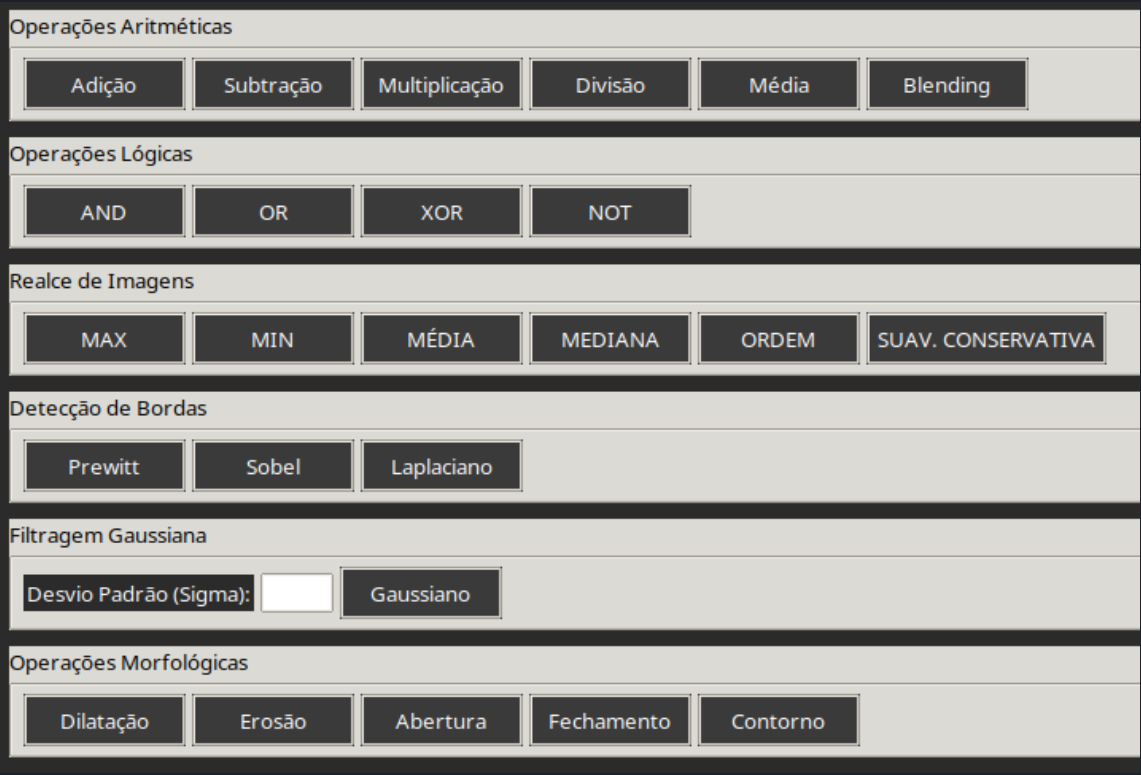 Operações Aritméticas
Adição Subtração Multiplicação Divisão Média Blending
Operações Lógicas
AND OR XOR NOT
Realce de Imagens
MAX MIN MÉDIA MEDIANA ORDEM SUAV. CONSERVATIVA
Detecção de Bordas
Prewitt Sobel Laplaciano
Filtragem Gaussiana
Desvio Padrão (Sigma): Gaussiano
Operações Morfológicas
Dilatação Erosão Abertura Fechamento Contorno